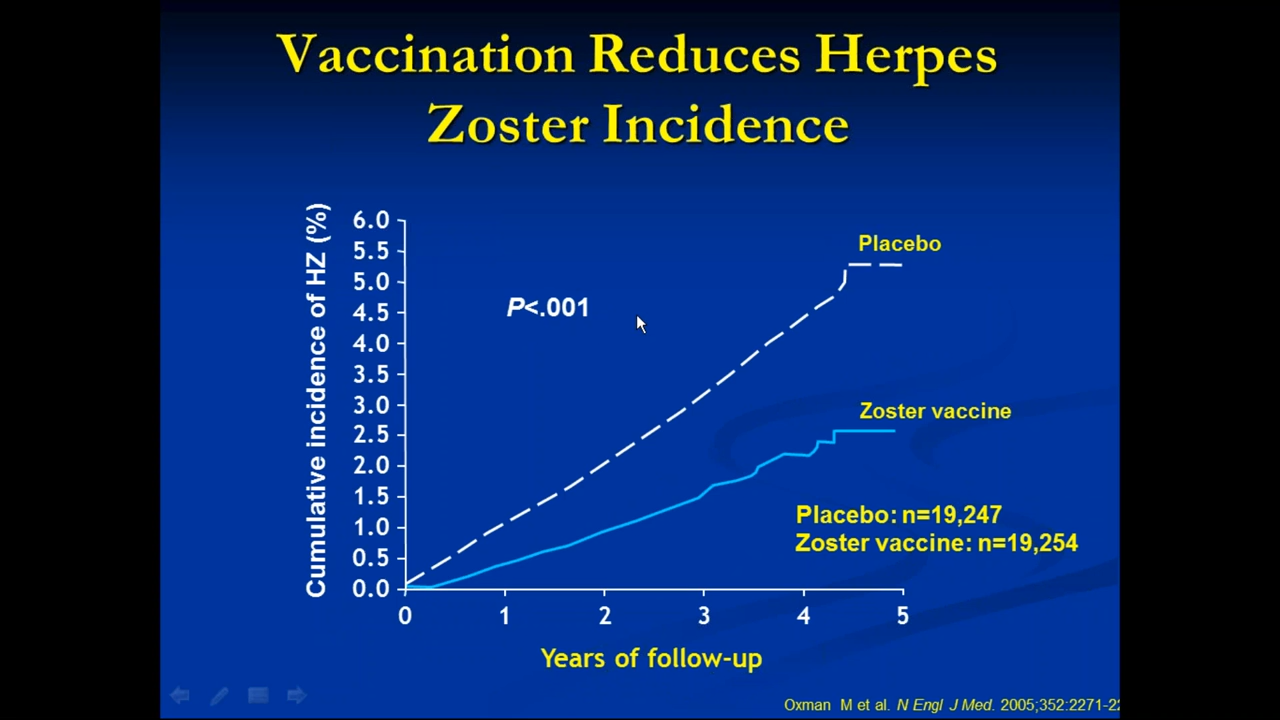 Vaccination Reduces Herpes
Zoster Incidence
Cumulative incidence of HZ (%)
6.0
5.5
5.0
4.5
4.0
3.5
3.0
2.5
2.0
1.5
1.0
0.5
0.0
P<.001
Placebo
Zoster vaccine
Placebo: n=19,247
Zoster vaccine: n=19,254
0 1 2 3 4 5
Years of follow-up
Oxman M et al. N Engl J Med. 2005;352:2271-22